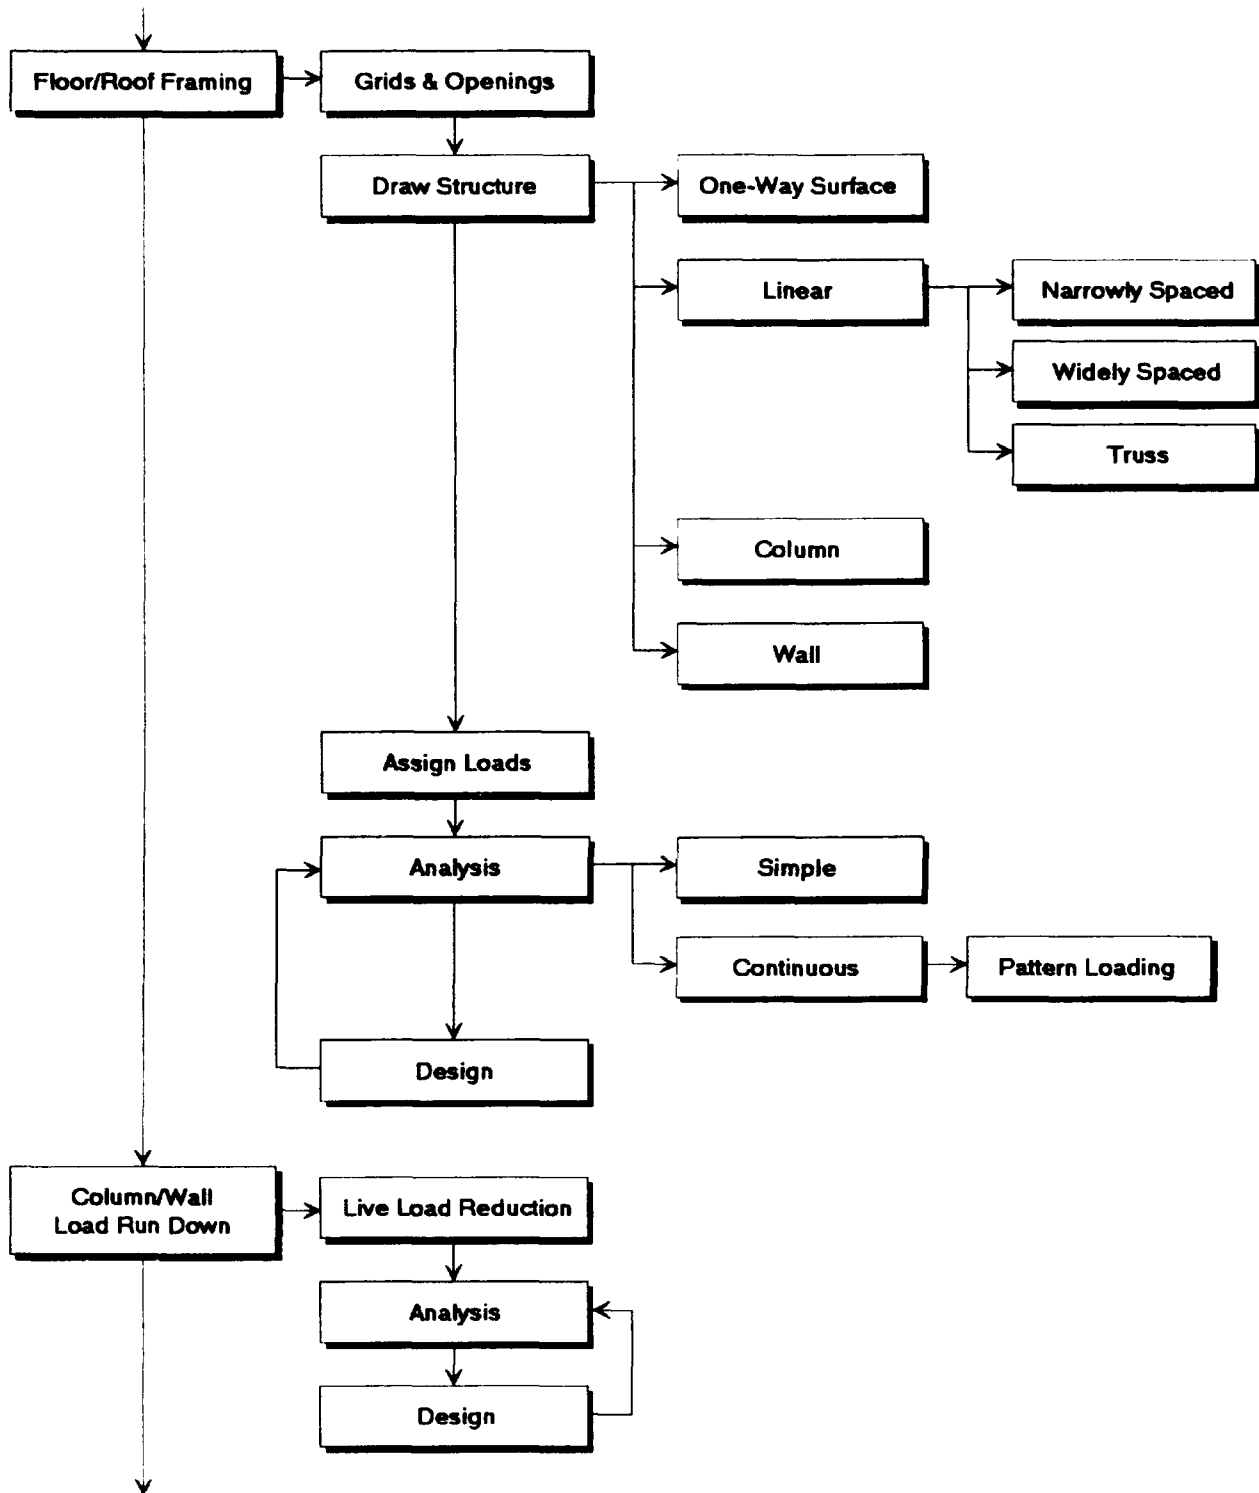 Floor/Roof Framing
Grids & Openings
Draw Structure
One-Way Surface
Linear
Narrowly Spaced
Widely Spaced
Truss
Column
Wall
Assign Loads
Analysis
Simple
Continuous
Pattern Loading
Design
Column/Wall
Load Run Down
Live Load Reduction
Analysis
Design